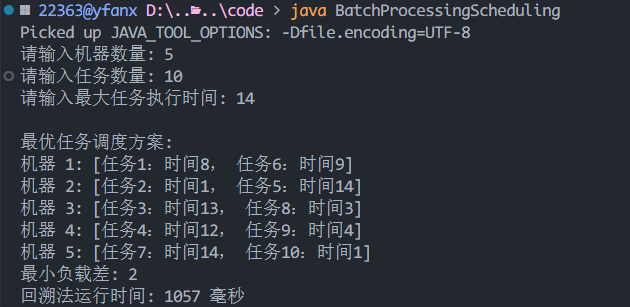 22363@yfanx D:\..\..\code > java BatchProcessingScheduling
Picked up JAVA_TOOL_OPTIONS: -Dfile.encoding=UTF-8
请输入机器数量: 5
请输入任务数量: 10
请输入最大任务执行时间: 14
最优任务调度方案:
机器 1: [任务1: 时间8, 任务6: 时间9]
机器 2: [任务2: 时间1, 任务5: 时间14]
机器 3: [任务3: 时间13, 任务8: 时间3]
机器 4: [任务4: 时间12, 任务9: 时间4]
机器 5: [任务7: 时间14, 任务10: 时间1]
最小负载差: 2
回溯法运行时间: 1057 毫秒